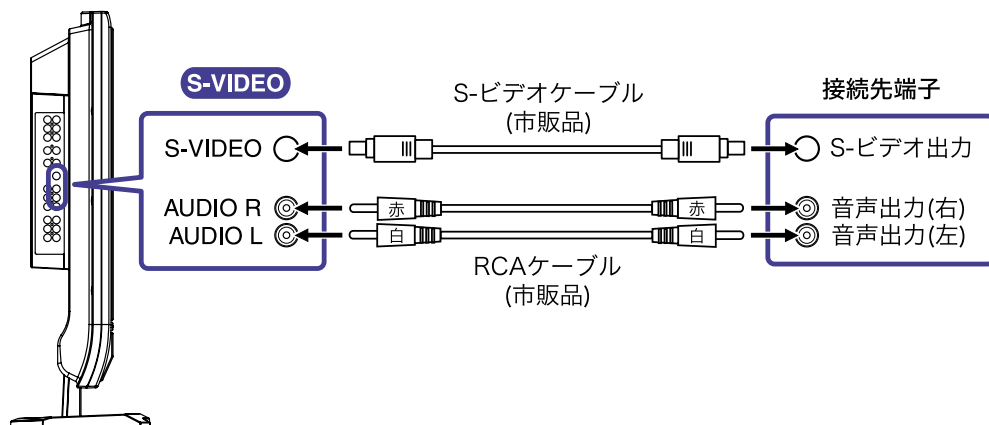 S-VIDEO
S-ビデオケーブル
(市販品)
接続先端子
S-VIDEO
S-ビデオ出力
AUDIO R
赤
赤
音声出力(右)
AUDIO L
白
白
音声出力(左)
RCAケーブル
(市販品)